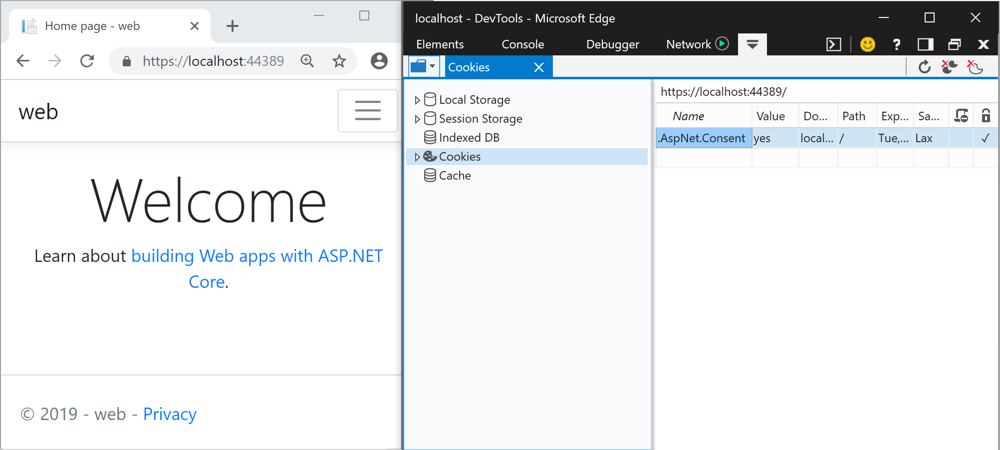 Home page - web
https://localhost:44389
web
Welcome
Learn about building Web apps with ASP.NET
Core.
© 2019 - web - Privacy
localhost - DevTools - Microsoft Edge
Elements Console Debugger Network
Cookies
Local Storage
Session Storage
Indexed DB
Cookies
Cache
https://localhost:44389/
Name Value Do... Path Exp... Sa...
.AspNet.Consent yes local... / Tue,... Lax ✓